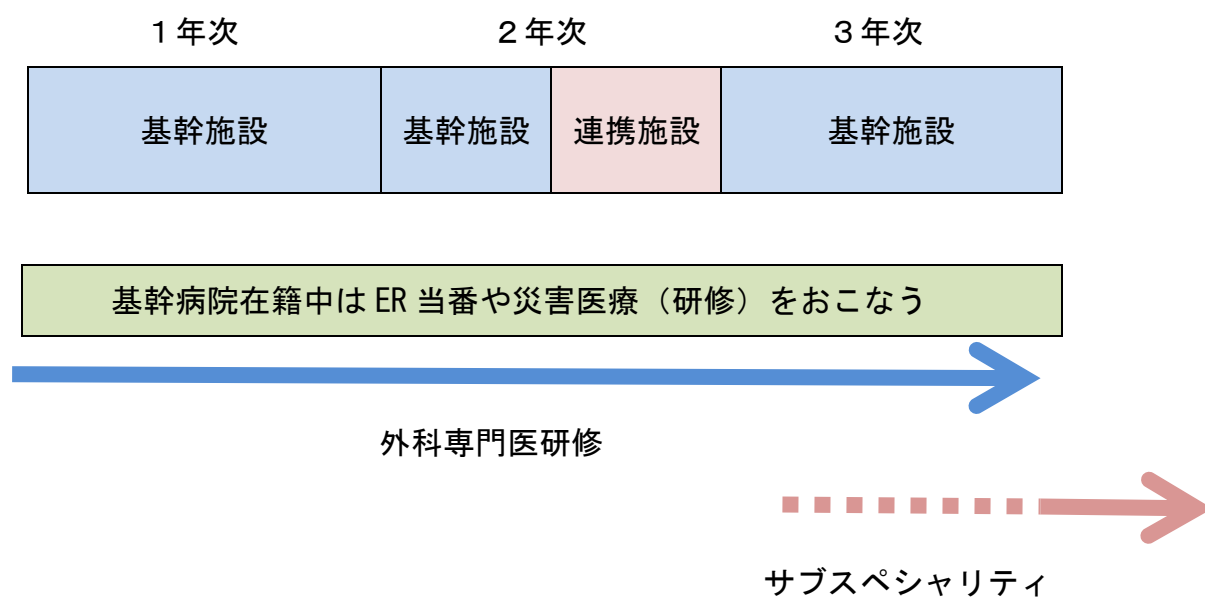 １年次 ２年次 ３年次
基幹施設 基幹施設 連携施設 基幹施設
基幹病院在籍中は ER 当番や災害医療（研修）をおこなう
外科専門医研修
サブスペシャリティ